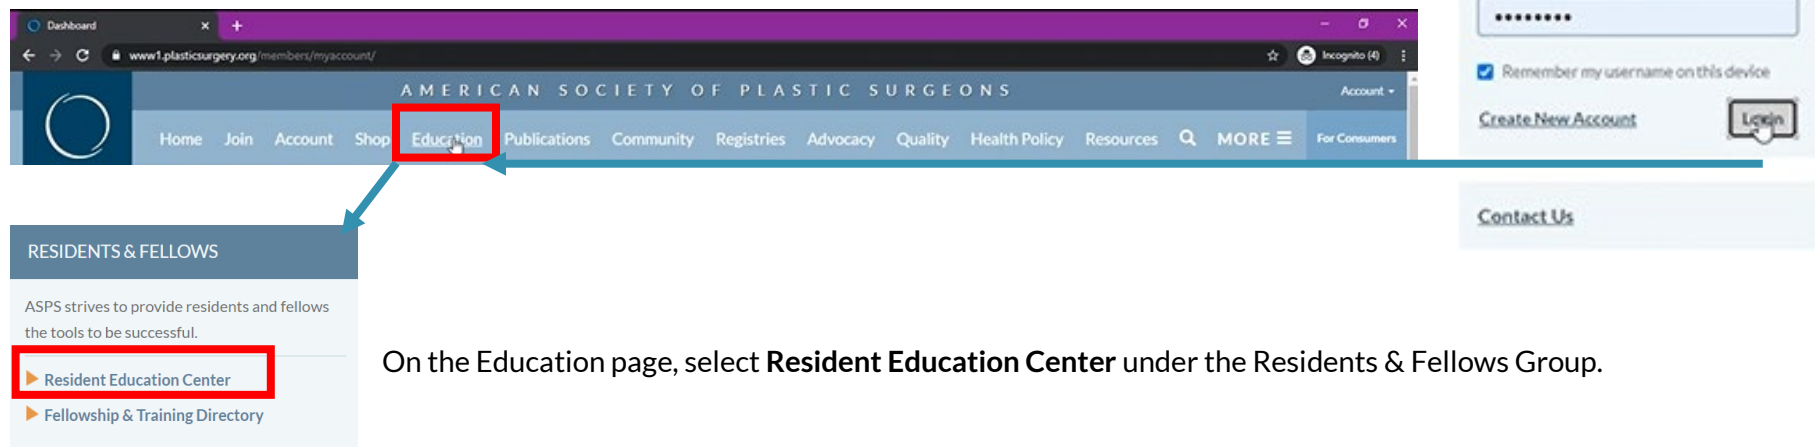 Dashboard
www1.plasticsurgery.org/members/myaccount/
Incognito (4)
AMERICAN SOCIETY OF PLASTIC SURGEONS
Account
Home Join Account Shop Education Publications Community Registries Advocacy Quality Health Policy Resources MORE For Consumers
Remember my username on this device
Create New Account
Login
Contact Us
RESIDENTS & FELLOWS
ASPS strives to provide residents and fellows
the tools to be successful.
Resident Education Center
Fellowship & Training Directory
On the Education page, select Resident Education Center under the Residents & Fellows Group.